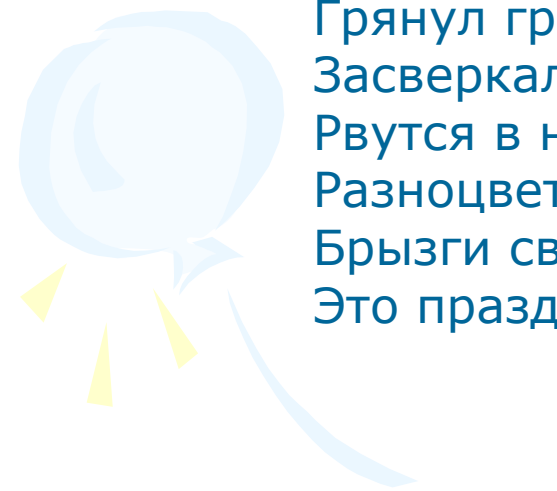 Грянул гр
Засверкал
Рвутся в н
Разноцвет
Брызги св
Это празд